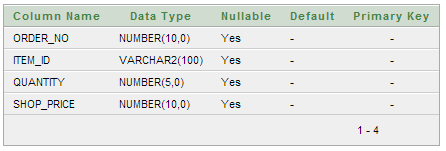 Column Name Data Type Nullable Default Primary Key
ORDER_NO NUMBER(10,0) Yes - -
ITEM_ID VARCHAR2(100) Yes - -
QUANTITY NUMBER(5,0) Yes - -
SHOP_PRICE NUMBER(10,0) Yes - -
1 - 4